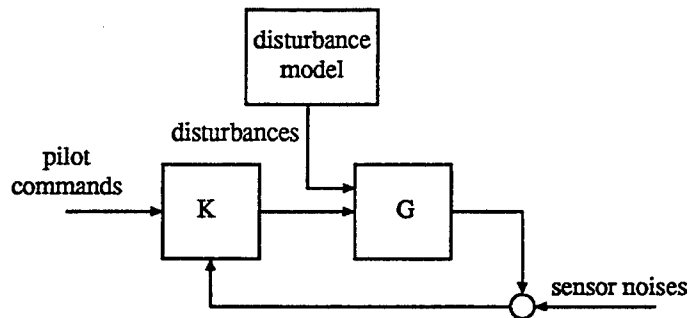 disturbance
model
disturbances
pilot
commands
K
G
sensor noises